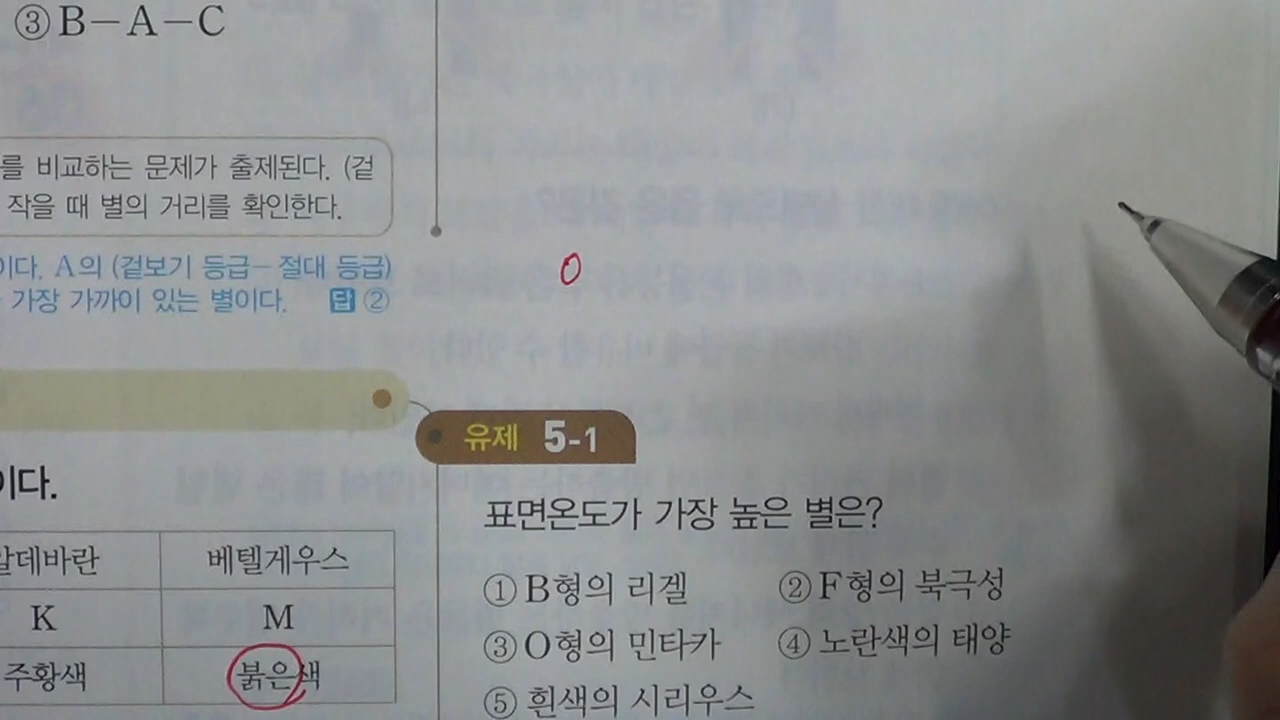 ③ B-A-C
를 비교하는 문제가 출제된다. (겉
작을 때 별의 거리를 확인한다.
이다. A의 (겉보기 등급-절대 등급)
가장 가까이 있는 별이다. 답 ②
O
이다.
알데바란 베텔게우스
K M
주황색 붉은색
유제 5-1
표면온도가 가장 높은 별은?
① B형의 리겔 ② F형의 북극성
③ O형의 민타카 ④ 노란색의 태양
⑤ 흰색의 시리우스